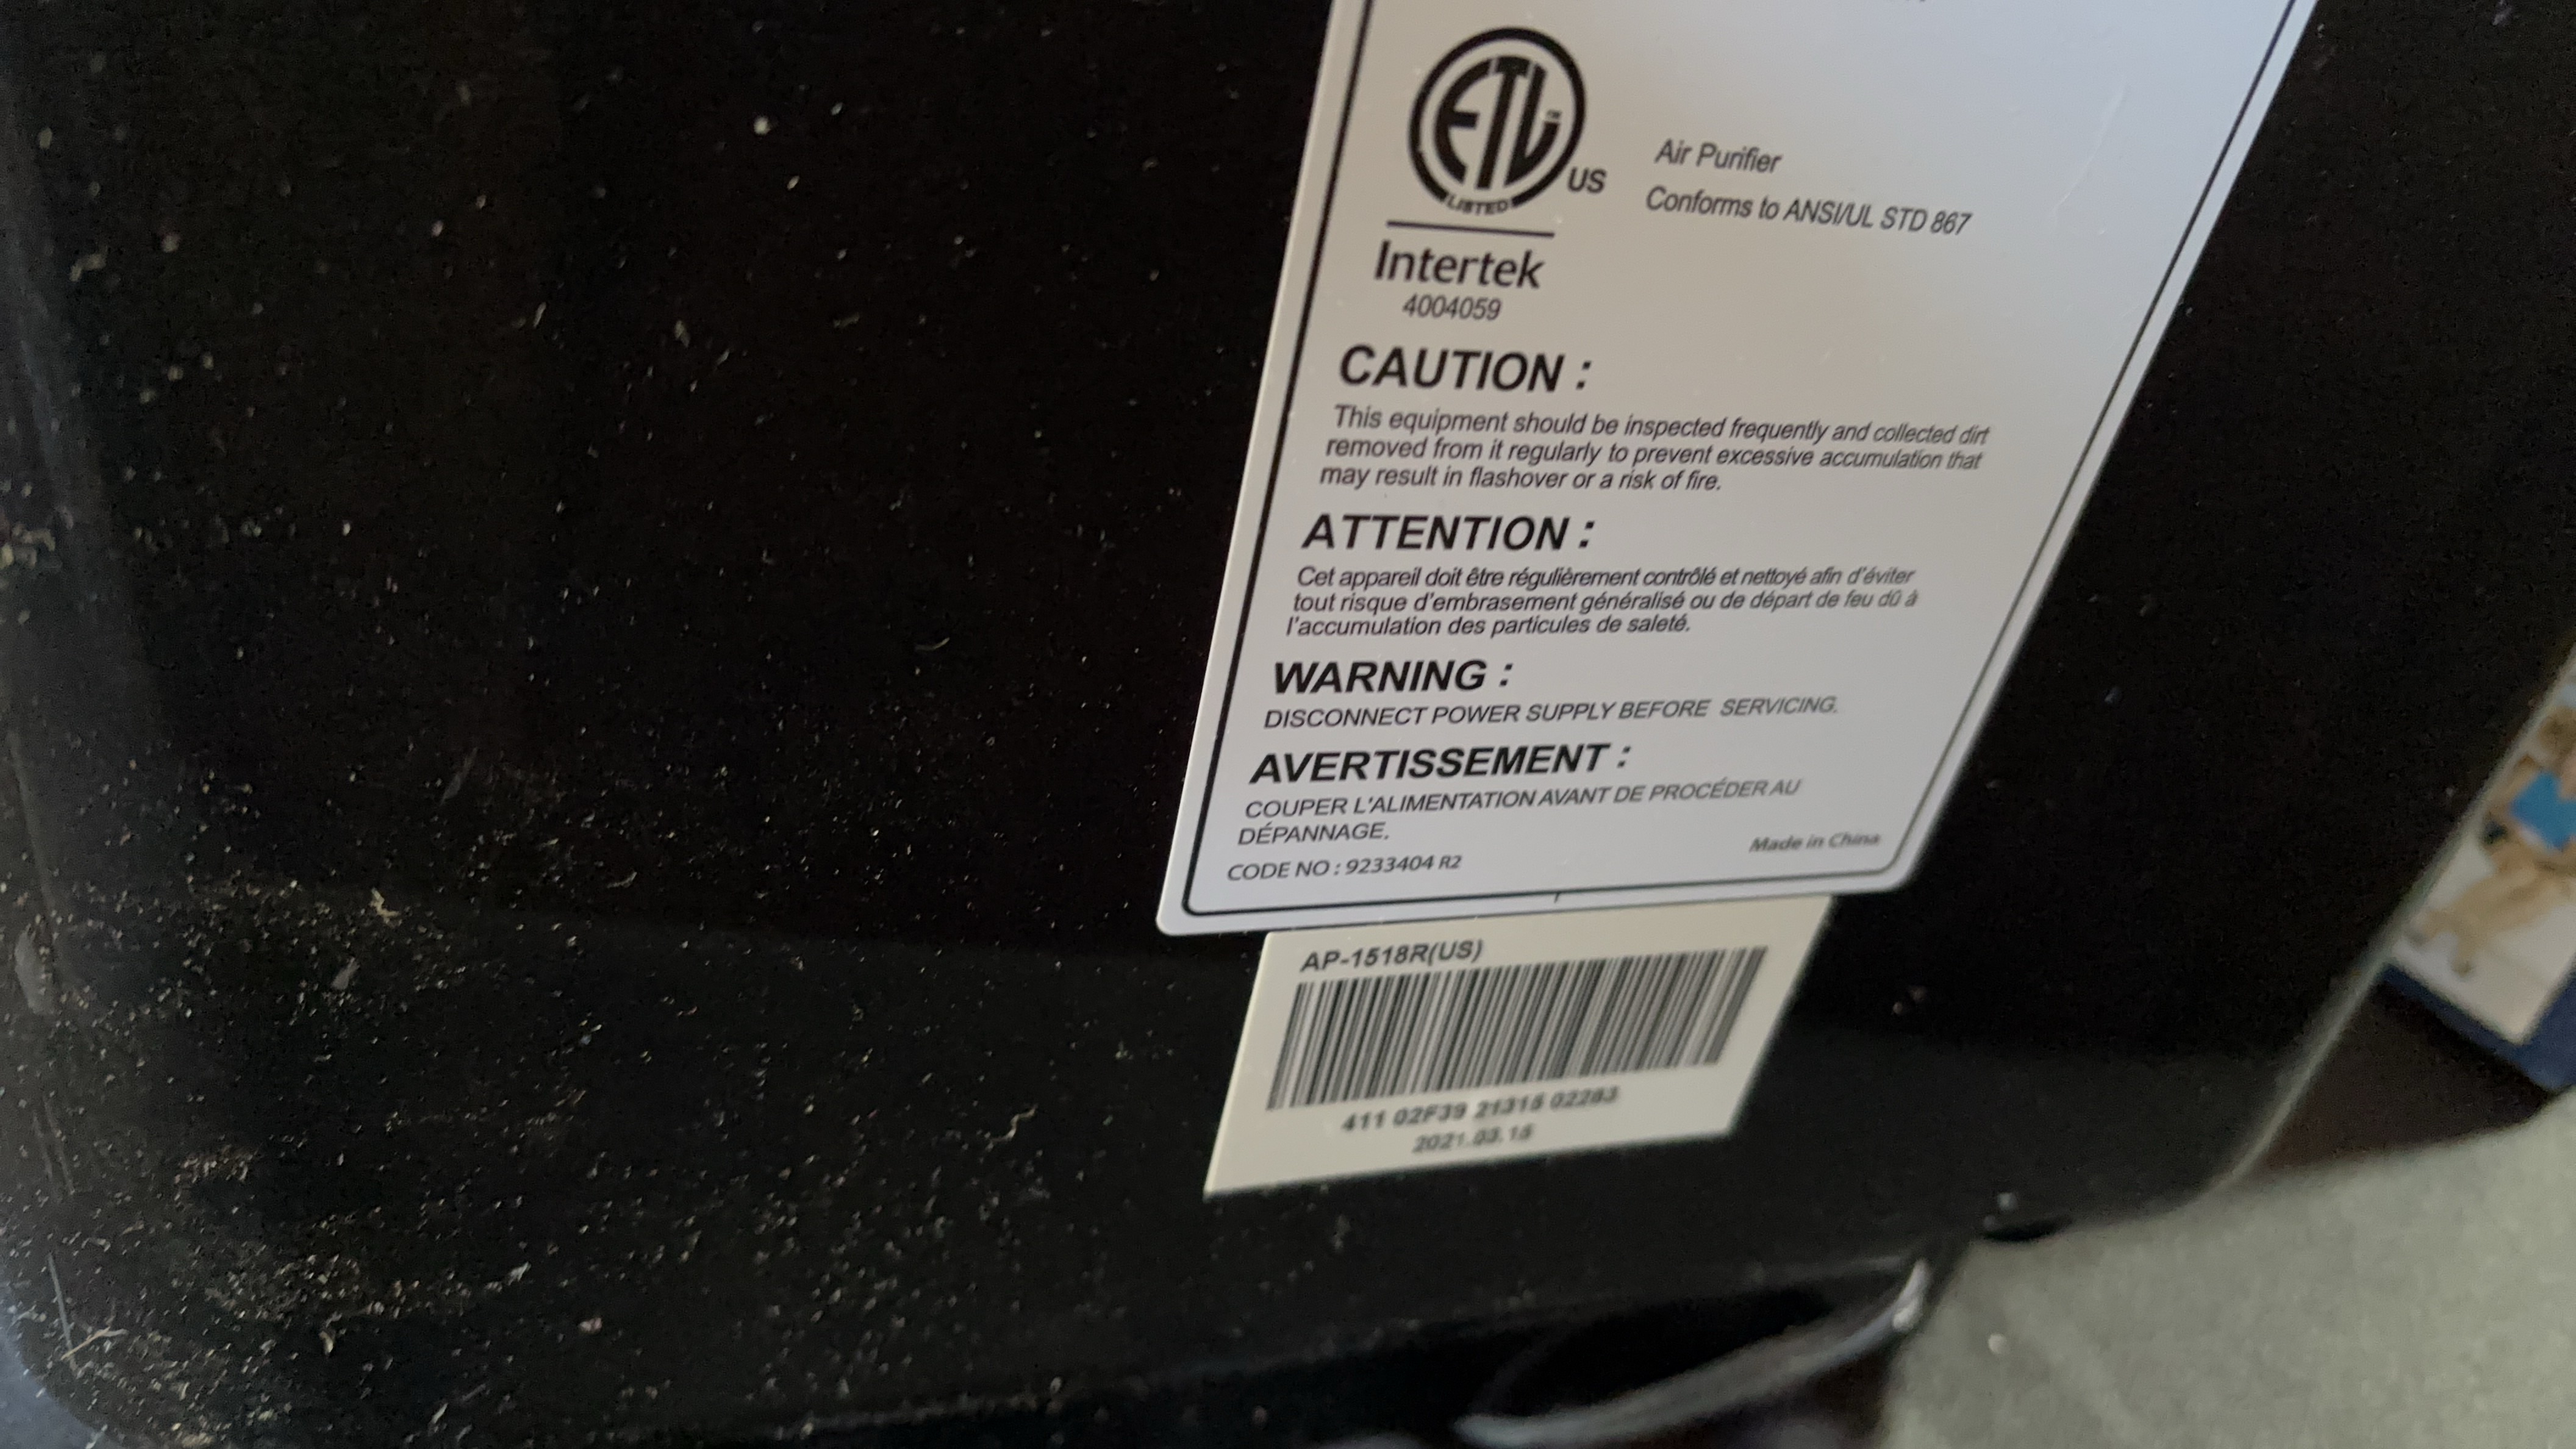 ETL
LISTED
US
Intertek
4004059
Air Purifier
Conforms to ANSI/UL STD 867
CAUTION :
This equipment should be inspected frequently and collected dirt
removed from it regularly to prevent excessive accumulation that
may result in flashover or a risk of fire.
ATTENTION :
Cet appareil doit être régulièrement contrôlé et nettoyé afin d'éviter
tout risque d'embrasement généralisé ou de départ de feu dû à
l'accumulation des particules de saleté.
WARNING :
DISCONNECT POWER SUPPLY BEFORE SERVICING.
AVERTISSEMENT :
COUPER L'ALIMENTATION AVANT DE PROCÉDER AU
DÉPANNAGE.
CODE NO : 9233404 R2
Made in China
AP-1518R(US)
411 02F39 21315 02283
2021.03.15